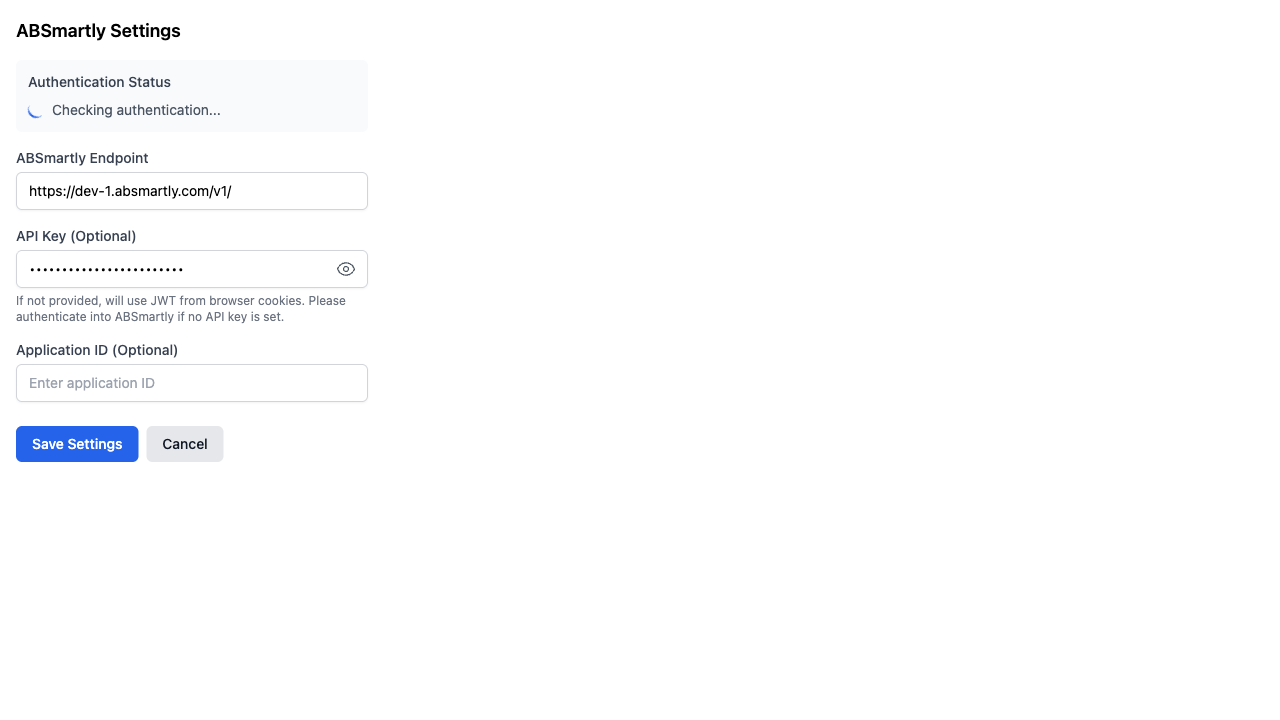 ABSmartly Settings
Authentication Status
Checking authentication...
ABSmartly Endpoint
https://dev-1.absmartly.com/v1/
API Key (Optional)
••••••••••••••••••••••••
If not provided, will use JWT from browser cookies. Please
authenticate into ABSmartly if no API key is set.
Application ID (Optional)
Enter application ID
Save Settings
Cancel